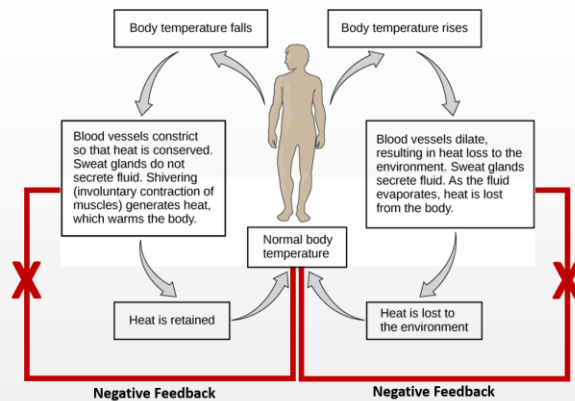 Body temperature falls
Body temperature rises
Blood vessels constrict
so that heat is conserved.
Sweat glands do not
secrete fluid. Shivering
(involuntary contraction of
muscles) generates heat,
which warms the body.
Blood vessels dilate,
resulting in heat loss to the
environment. Sweat glands
secrete fluid. As the fluid
evaporates, heat is lost
from the body.
Normal body
temperature
Heat is retained
Heat is lost to
the environment
X
X
Negative Feedback
Negative Feedback